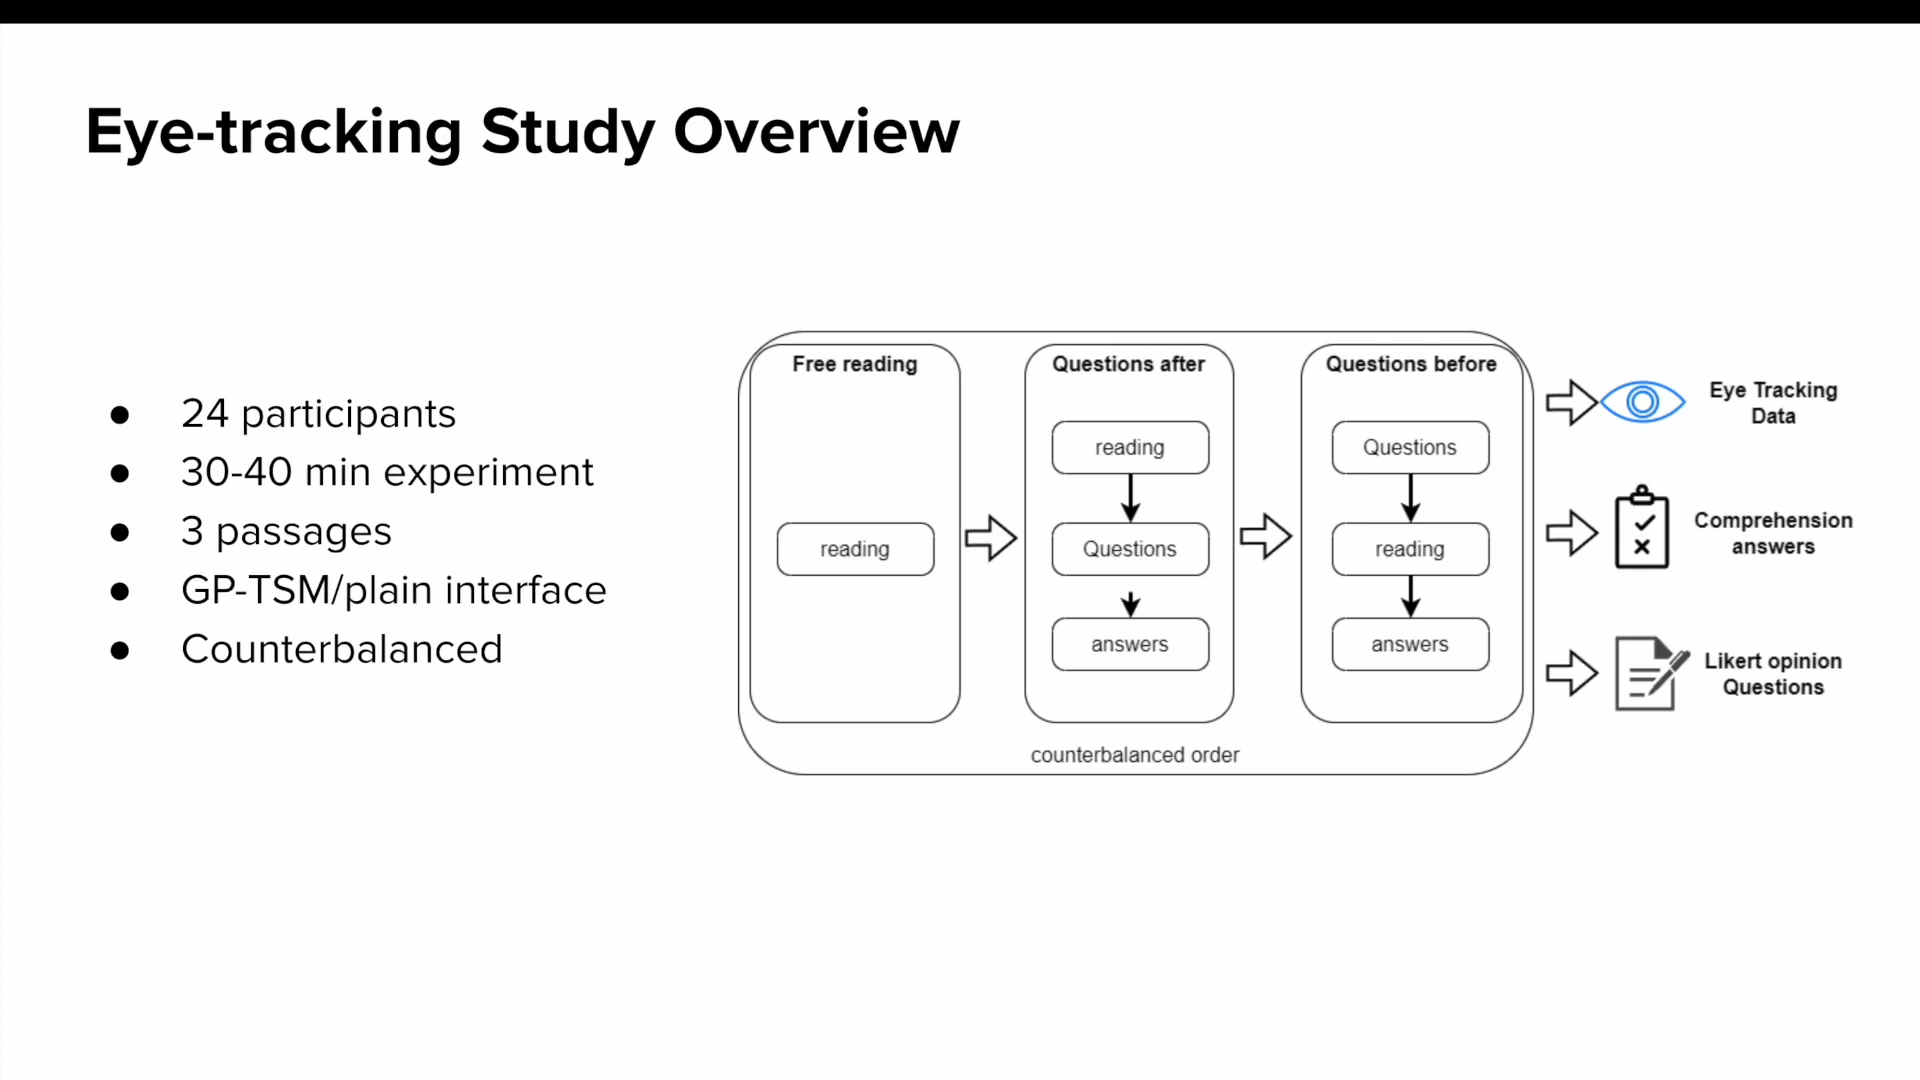 Eye-tracking Study Overview
● 24 participants
● 30-40 min experiment
● 3 passages
● GP-TSM/plain interface
● Counterbalanced
Free reading
reading
Questions after
reading
Questions
answers
Questions before
Questions
reading
answers
counterbalanced order
Eye Tracking
Data
Comprehension
answers
Likert opinion
Questions